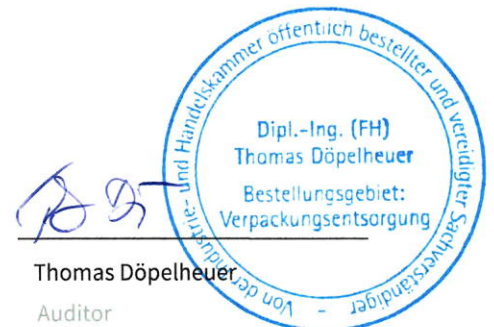 Von der Industrie- und Handelskammer öffentlich bestellter und vereidigter Sachverständiger -
Dipl.-Ing. (FH)
Thomas Döpelheuer
Bestellungsgebiet:
Verpackungsentsorgung
Thomas Döpelheuer
Auditor